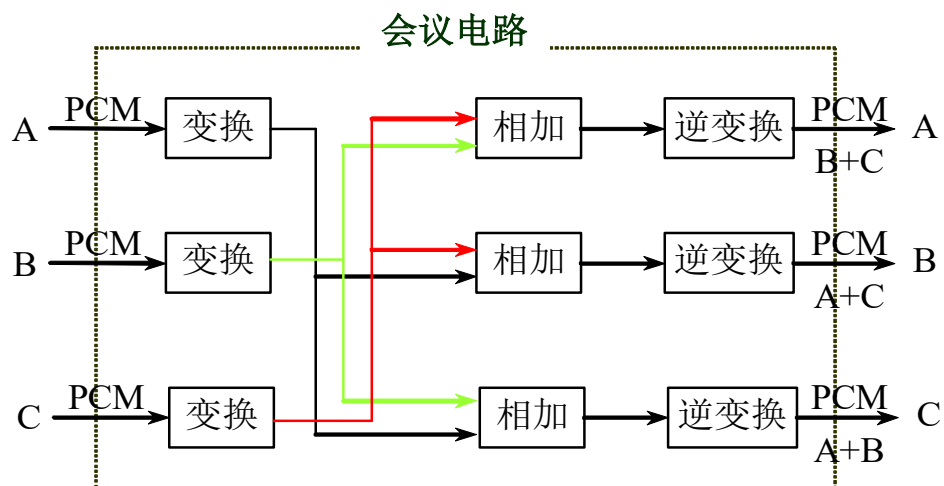 会议电路
A PCM 变换 相加 逆变换 PCM A
B+C
B PCM 变换 相加 逆变换 PCM B
A+C
C PCM 变换 相加 逆变换 PCM C
A+B